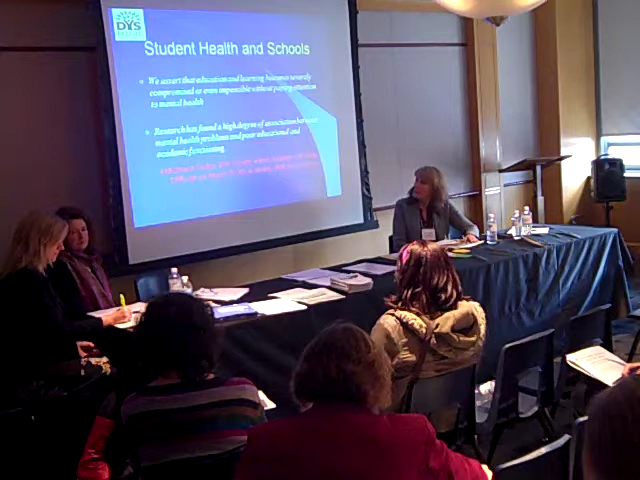 DYS
Student Health and Schools
We assert that education and learning becomes severely
compromised or even impossible without paying attention
to mental health
Research has found a high degree of association between
mental health problems and poor educational and
academic functioning